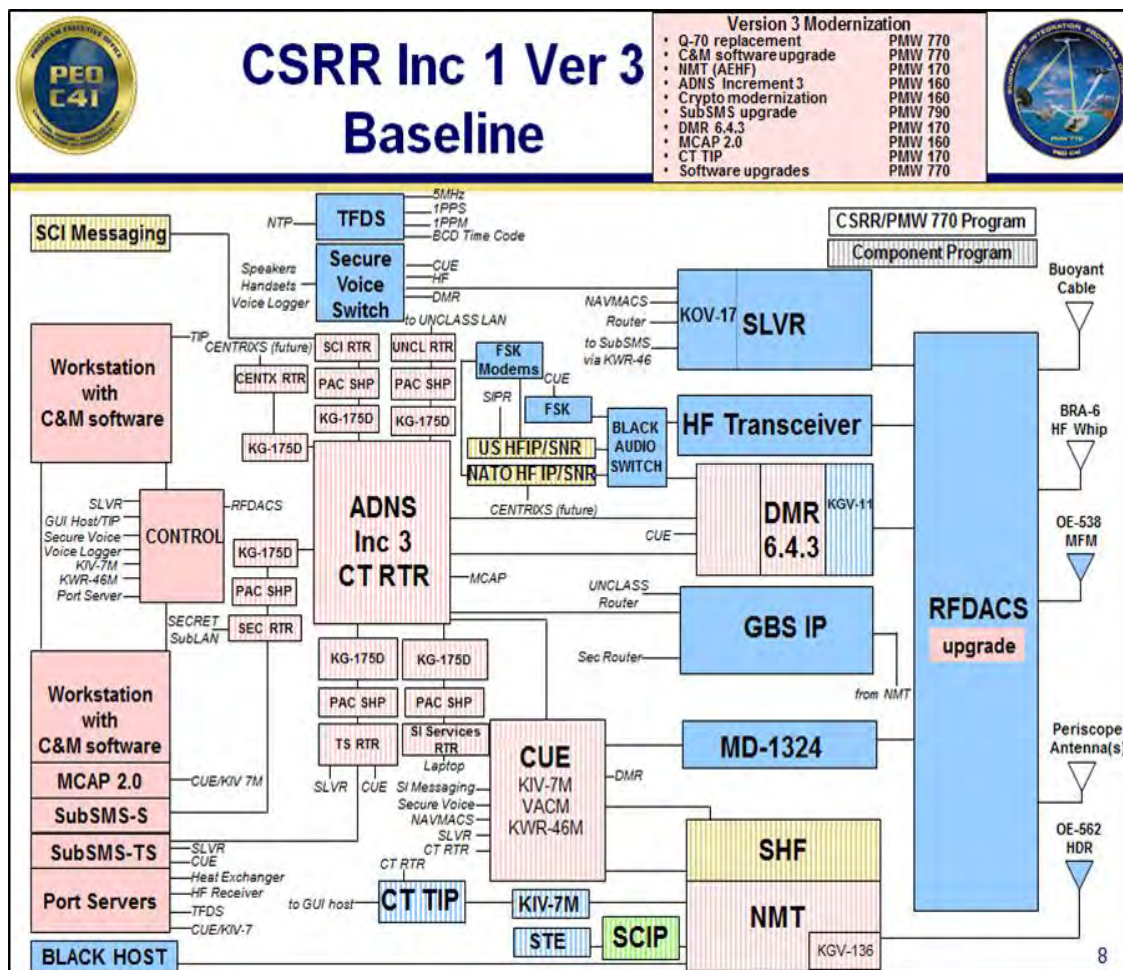 PEO
C4I
CSRR Inc 1 Ver 3
Baseline
Version 3 Modernization
• Q-70 replacement PMW 770
• C&M software upgrade PMW 770
• NMT (AEHF) PMW 170
• ADNS Increment 3 PMW 160
• Crypto modernization PMW 160
• SubSMS upgrade PMW 790
• DMR 6.4.3 PMW 170
• MCAP 2.0 PMW 160
• CT TIP PMW 170
• Software upgrades PMW 770
PMW 770
PEO C4I
SCI Messaging
NTP
TFDS
5MHz
1PPS
1PPM
BCD Time Code
Speakers
Handsets
Voice Logger
Secure
Voice
Switch
CUE
HF
DMR
CSRR/PMW 770 Program
Component Program
NAVMACS
Router
to SubSMS
via KWR-46
KOV-17
SLVR
Buoyant
Cable
Workstation
with
C&M software
TIP
CENTRIXS (future)
CENTX RTR
KG-175D
SCI RTR
PAC SHP
KG-175D
to UNCLASS LAN
UNCL RTR
PAC SHP
KG-175D
FSK
Modems
CUE
SIPR
FSK
US HFIP/SNR
NATO HF IP/SNR
CENTRIXS (future)
BLACK
AUDIO
SWITCH
HF Transceiver
BRA-6
HF Whip
SLVR
GUI Host/TIP
Secure Voice
Voice Logger
KIV-7M
KWR-46M
Port Server
CONTROL
RFDACS
KG-175D
PAC SHP
SEC RTR
SECRET
SubLAN
ADNS
Inc 3
CT RTR
MCAP
CUE
DMR
6.4.3
KGV-11
OE-538
MFM
UNCLASS
Router
Sec Router
GBS IP
from NMT
RFDACS
upgrade
KG-175D
PAC SHP
TS RTR
SLVR
CUE
KG-175D
PAC SHP
SI Services
RTR
Laptop
Workstation
with
C&M software
MCAP 2.0
CUE/KIV 7M
SubSMS-S
SubSMS-TS
SLVR
CUE
Port Servers
Heat Exchanger
HF Receiver
TFDS
CUE/KIV-7
BLACK HOST
SI Messaging
Secure Voice
NAVMACS
SLVR
CT RTR
CUE
KIV-7M
VACM
KWR-46M
DMR
MD-1324
Periscope
Antenna(s)
OE-562
HDR
CT RTR
to GUI host
CT TIP
KIV-7M
STE
SCIP
SHF
NMT
KGV-136
8